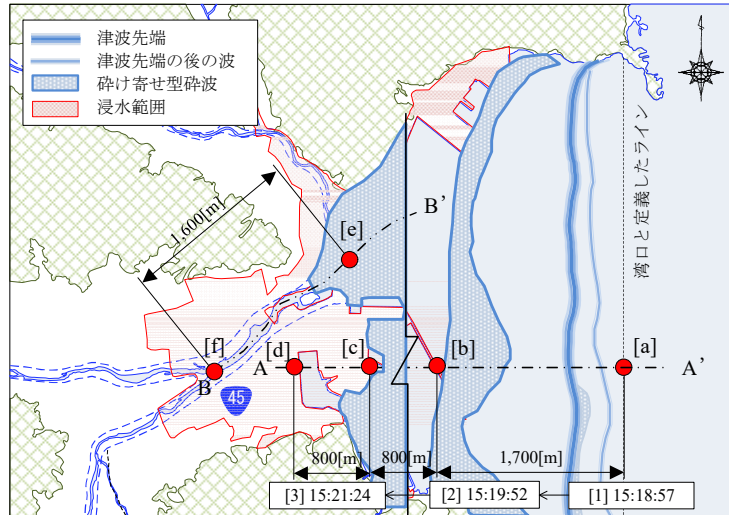 津波先端
津波先端の後の波
砕け寄せ型砕波
浸水範囲
湾口と定義したライン
1,600[m]
B’
[e]
[f]
[d]
[c]
[b]
[a]
B
A
A’
45
800[m]
800[m]
1,700[m]
[3] 15:21:24
[2] 15:19:52
[1] 15:18:57